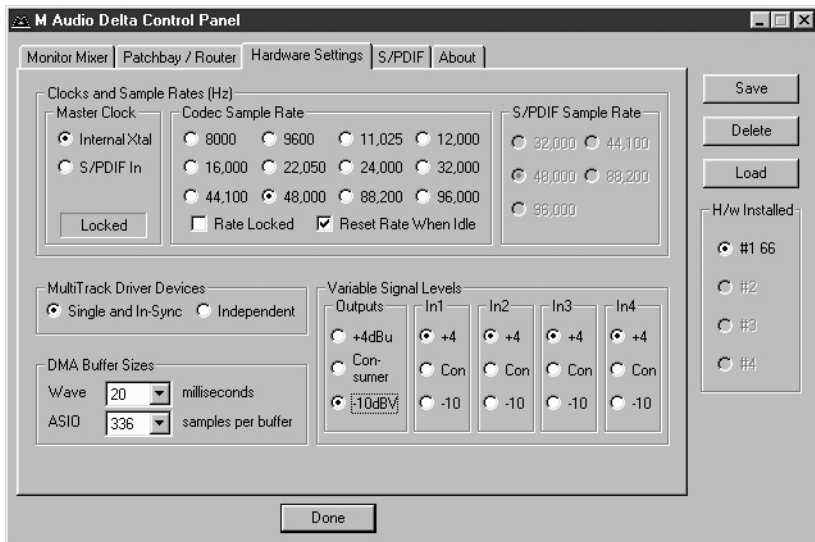 M Audio Delta Control Panel
Monitor Mixer Patchbay / Router Hardware Settings S/PDIF About
Clocks and Sample Rates (Hz)
Master Clock
Internal Xtal
S/PDIF In
Locked
Codec Sample Rate
8000 9600 11,025 12,000
16,000 22,050 24,000 32,000
44,100 48,000 88,200 96,000
Rate Locked Reset Rate When Idle
S/PDIF Sample Rate
32,000 44,100
48,000 88,200
96,000
MultiTrack Driver Devices
Single and In-Sync Independent
DMA Buffer Sizes
Wave 20 milliseconds
ASIO 336 samples per buffer
Variable Signal Levels
Outputs
+4dBu
Con-
sumer
-10dBV
In1
+4
Con
-10
In2
+4
Con
-10
In3
+4
Con
-10
In4
+4
Con
-10
Save
Delete
Load
H/w Installed
#1 66
#2
#3
#4
Done